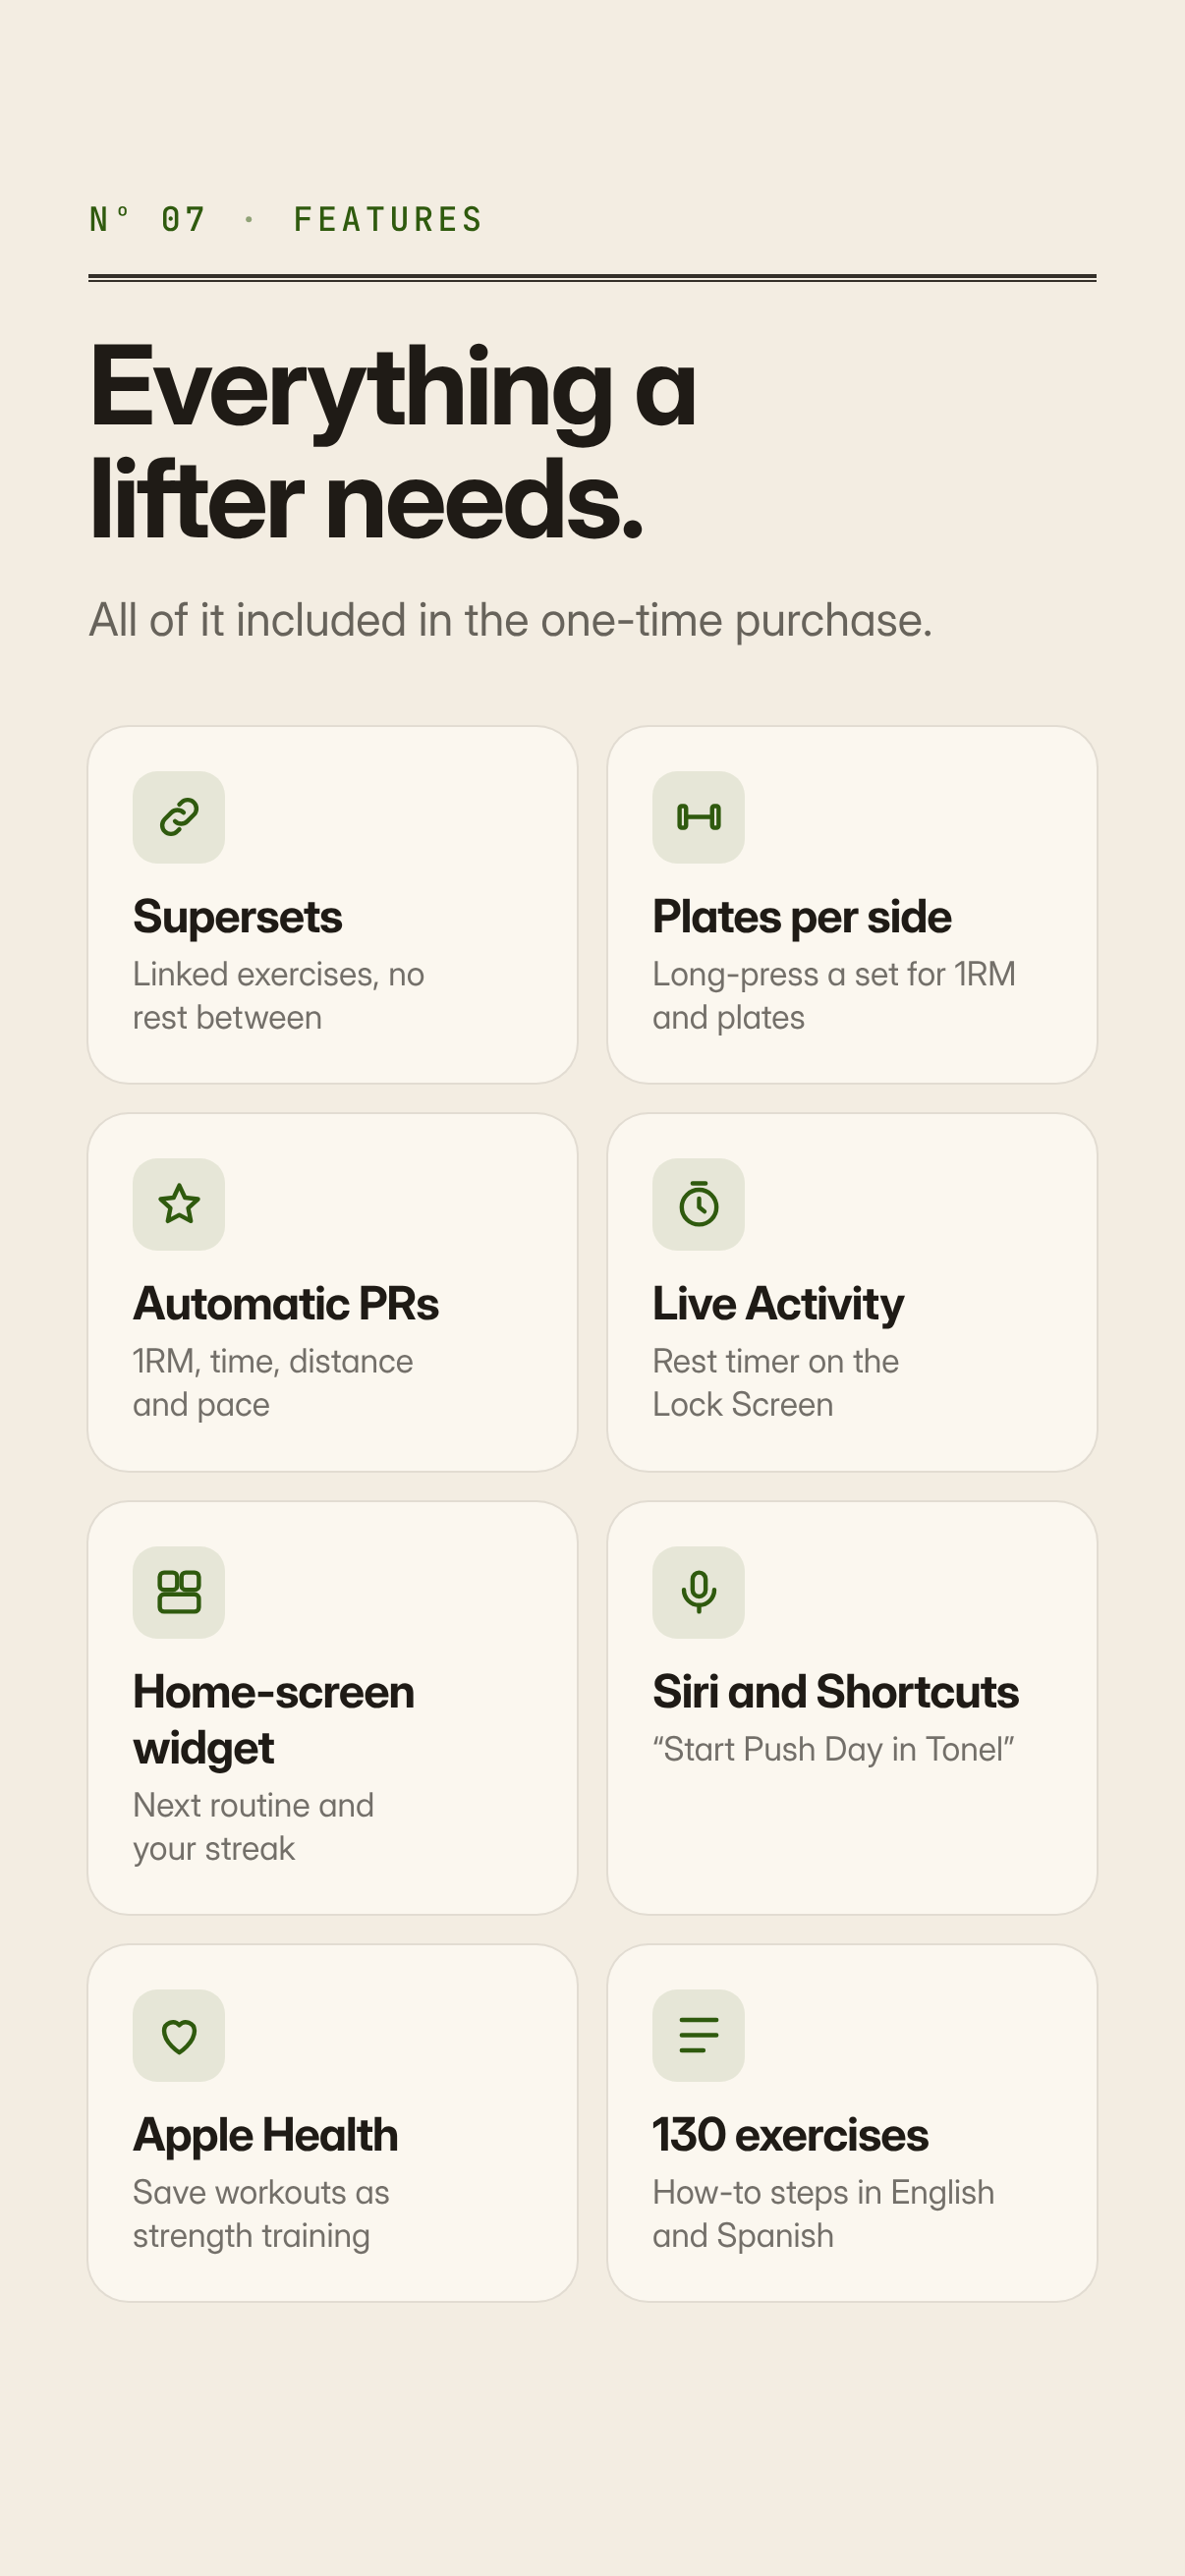 Nº 07 · FEATURES
Everything a
lifter needs.
All of it included in the one-time purchase.
Supersets
Linked exercises, no
rest between
Plates per side
Long-press a set for 1RM
and plates
Automatic PRs
1RM, time, distance
and pace
Live Activity
Rest timer on the
Lock Screen
Home-screen
widget
Next routine and
your streak
Siri and Shortcuts
“Start Push Day in Tonel”
Apple Health
Save workouts as
strength training
130 exercises
How-to steps in English
and Spanish